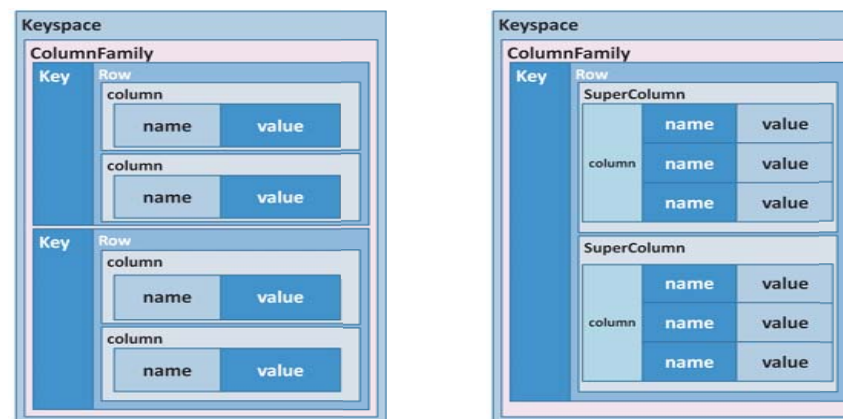 Keyspace
ColumnFamily
Key Row
column
name value
column
name value
Key Row
column
name value
column
name value
Keyspace
ColumnFamily
Key Row
SuperColumn
name value
column name value
name value
SuperColumn
name value
column name value
name value